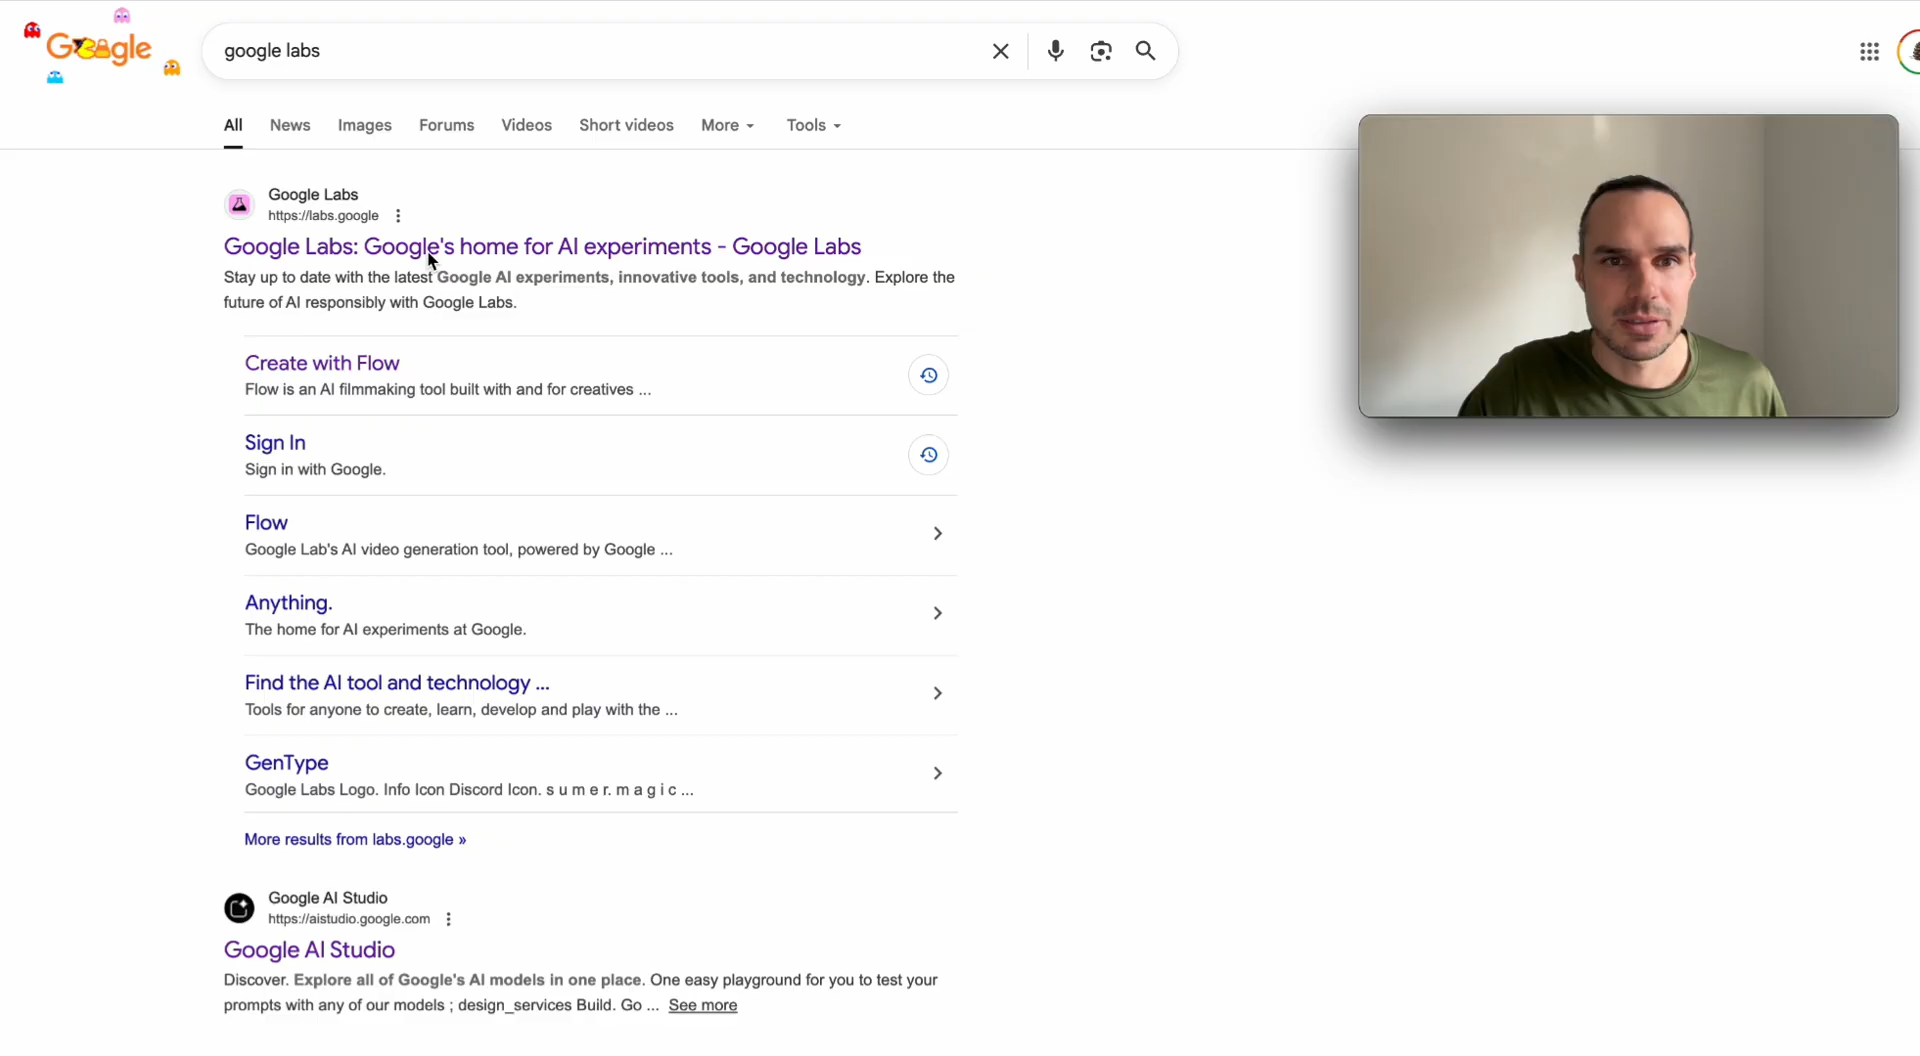 Google
google labs
All News Images Forums Videos Short videos More Tools
Google Labs
https://labs.google
Google Labs: Google's home for AI experiments - Google Labs
Stay up to date with the latest Google AI experiments, innovative tools, and technology. Explore the
future of AI responsibly with Google Labs.
Create with Flow
Flow is an AI filmmaking tool built with and for creatives ...
Sign In
Sign in with Google.
Flow
Google Lab's AI video generation tool, powered by Google ...
Anything.
The home for AI experiments at Google.
Find the AI tool and technology ...
Tools for anyone to create, learn, develop and play with the ...
GenType
Google Labs Logo. Info Icon Discord Icon. s u m e r. m a g i c ...
More results from labs.google »
Google AI Studio
https://aistudio.google.com
Google AI Studio
Discover. Explore all of Google's AI models in one place. One easy playground for you to test your
prompts with any of our models ; design_services Build. Go ... See more